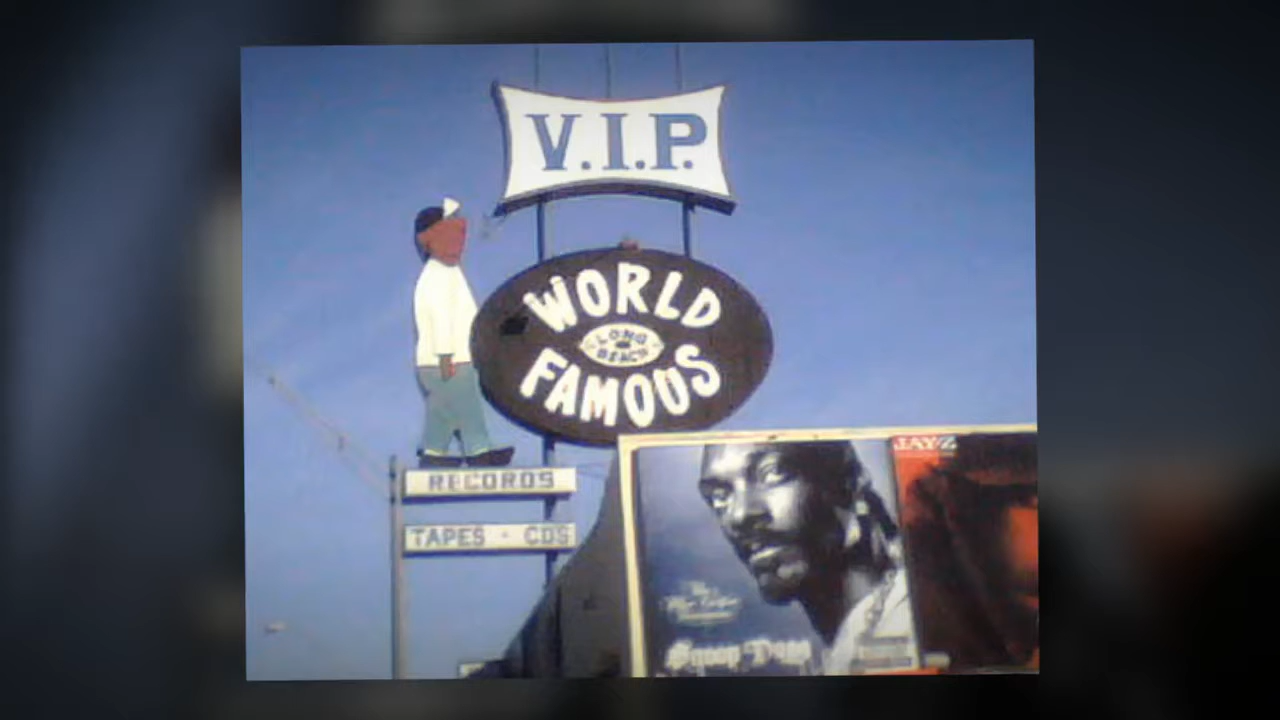 V.I.P.
WORLD
LONG
BEACH
FAMOUS
RECORDS
TAPES · CDS
JAY-Z
Snoop Dogg